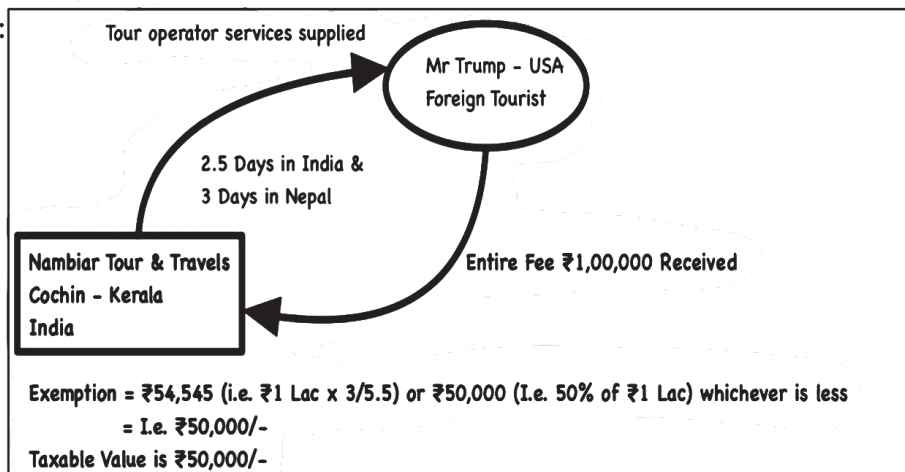 :
Tour operator services supplied
Mr Trump - USA
Foreign Tourist
2.5 Days in India &
3 Days in Nepal
Nambiar Tour & Travels
Cochin - Kerala
India
Entire Fee ₹1,00,000 Received
Exemption = ₹54,545 (i.e. ₹1 Lac x 3/5.5) or ₹50,000 (I.e. 50% of ₹1 Lac) whichever is less
= I.e. ₹50,000/-
Taxable Value is ₹50,000/-